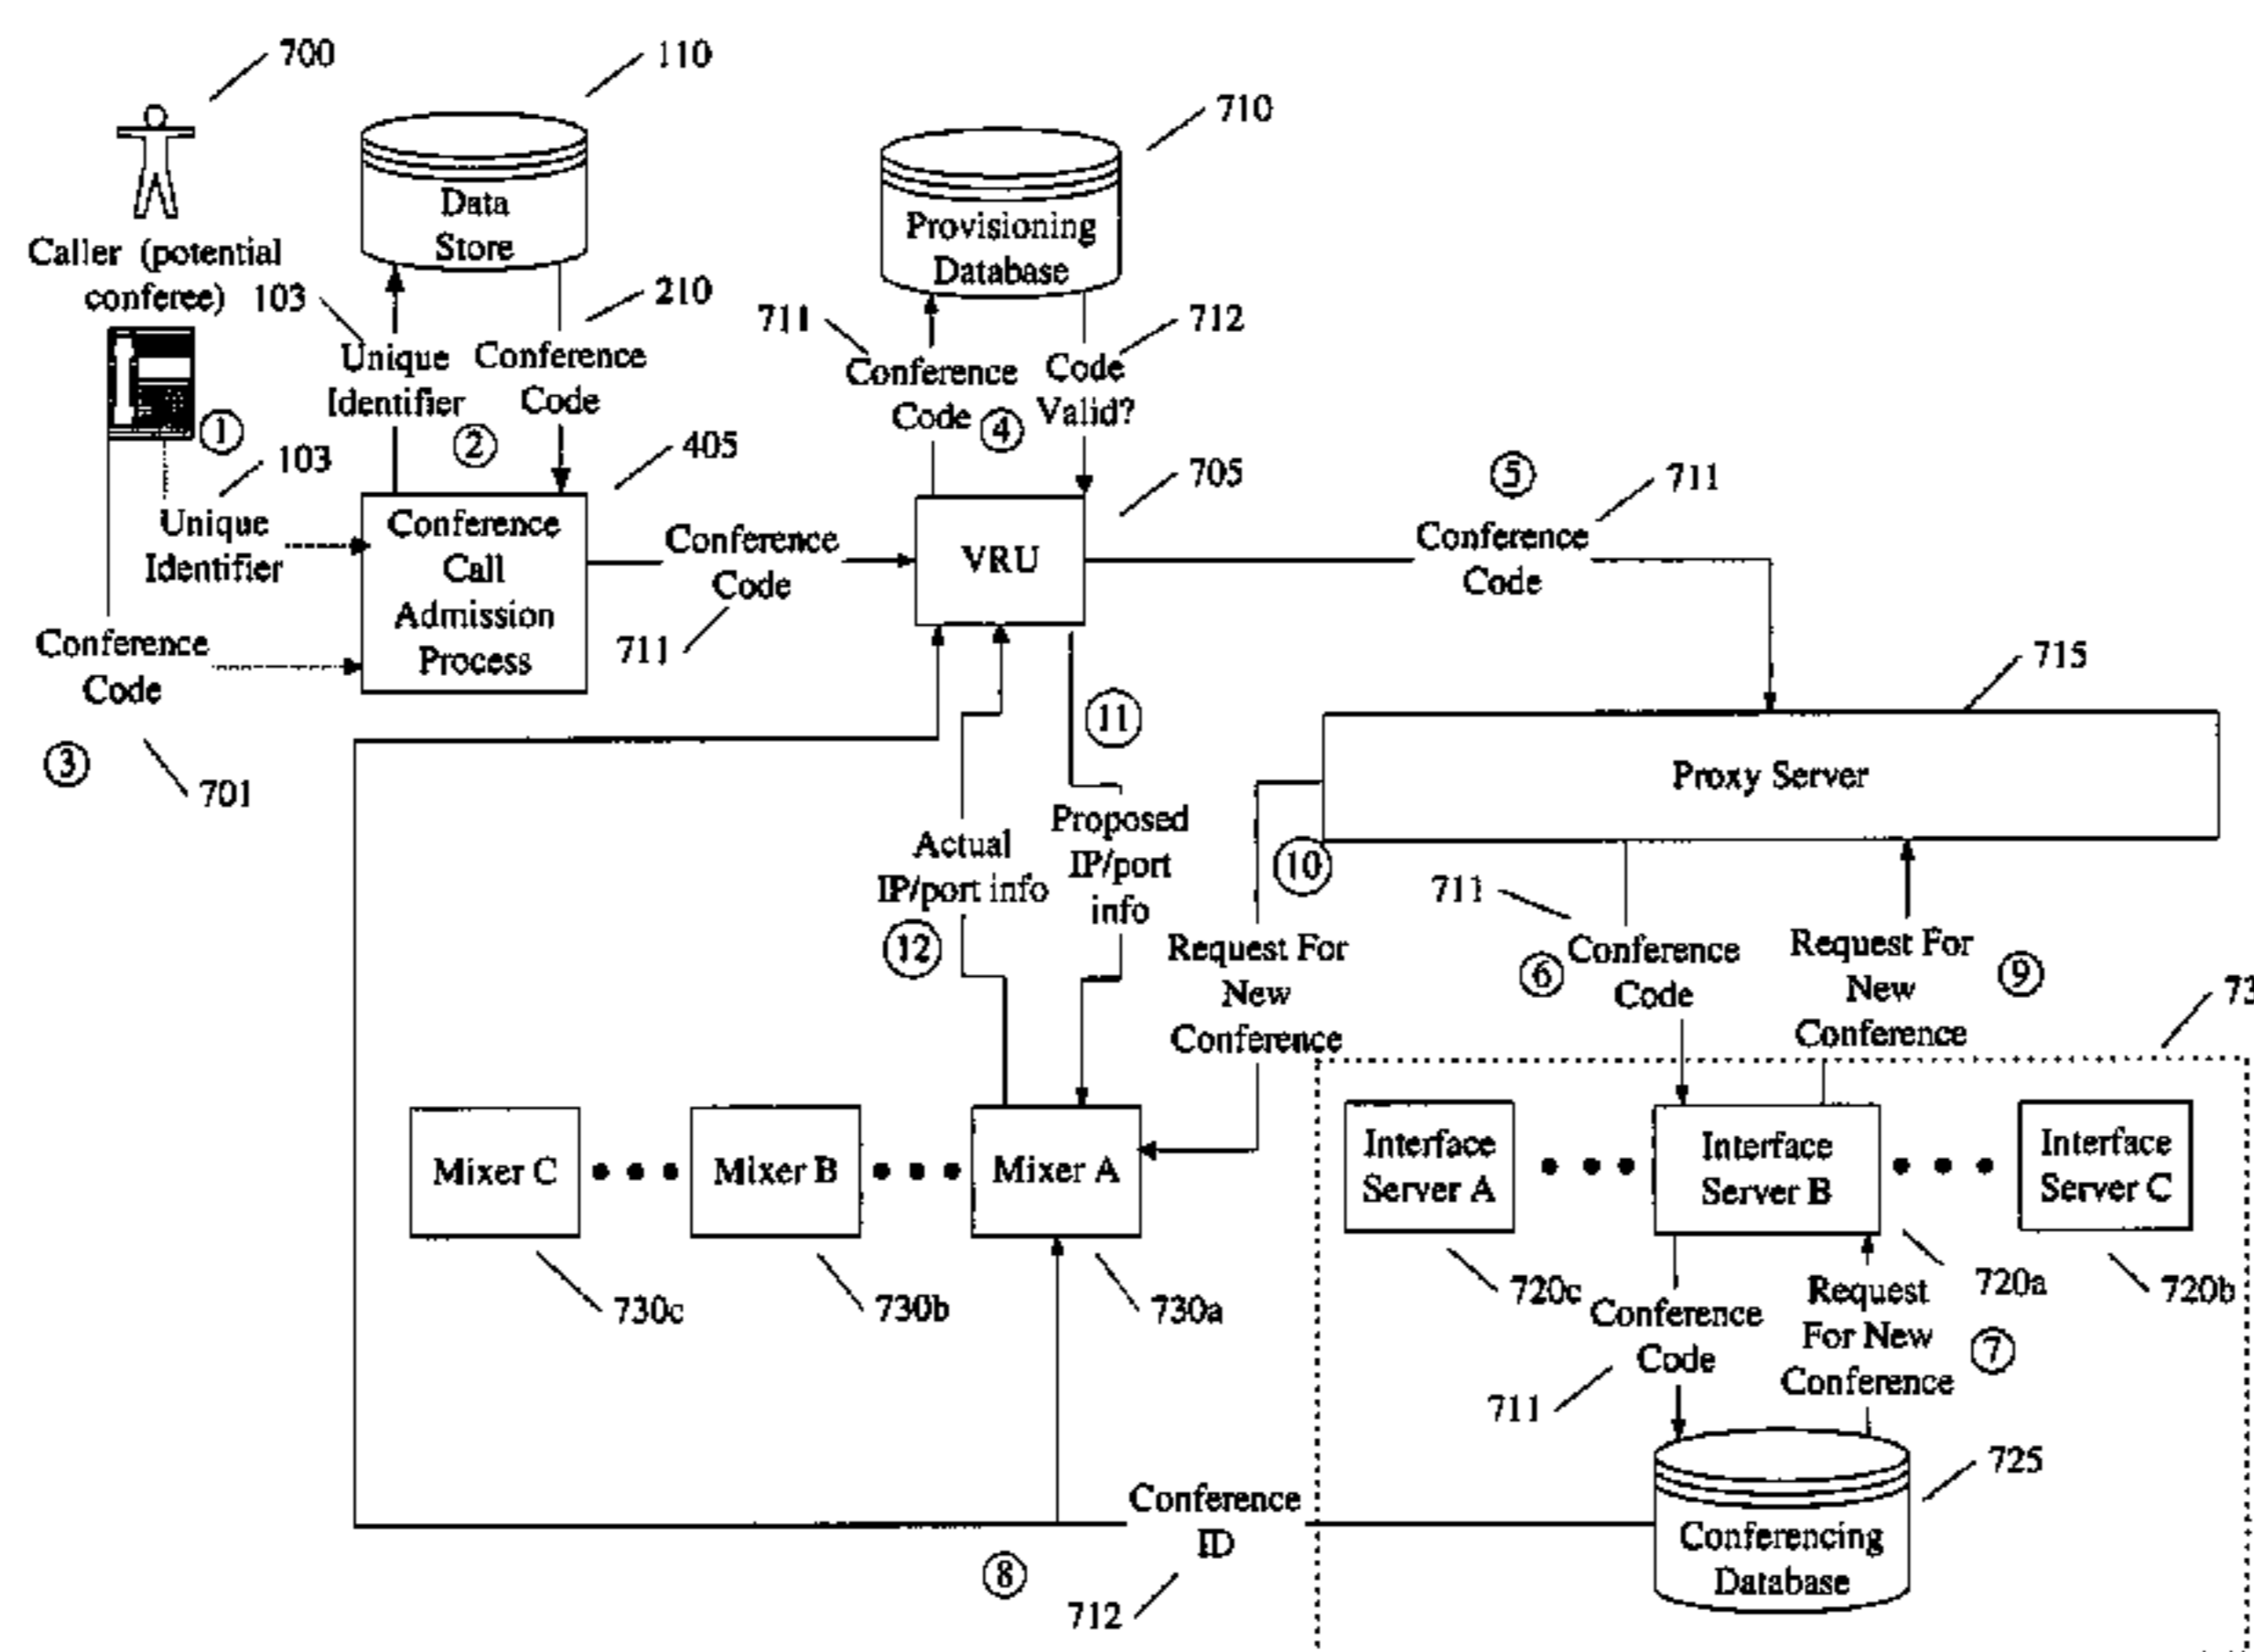 700
110
710
Data
Store
Provisioning
Database
Caller (potential
conferee)
103
210
711
712
Unique
Identifier
Conference
Code
②
Conference
Code
④
Code
Valid?
①
103
405
705
⑤
711
Unique
Identifier
Conference
Call
Admission
Process
Conference
Code
711
VRU
Conference
Code
Conference
Code
③
701
715
Proxy Server
⑪
Actual
IP/port info
⑫
Proposed
IP/port
info
⑩
Request For
New
Conference
711
⑥
Conference
Code
Request For
New
Conference
⑨
Mixer C
Mixer B
Mixer A
Interface
Server A
Interface
Server B
Interface
Server C
730c
730b
730a
720c
720a
720b
Conference
Code
711
Request
For New
Conference
⑦
725
Conference
ID
⑧
712
Conferencing
Database